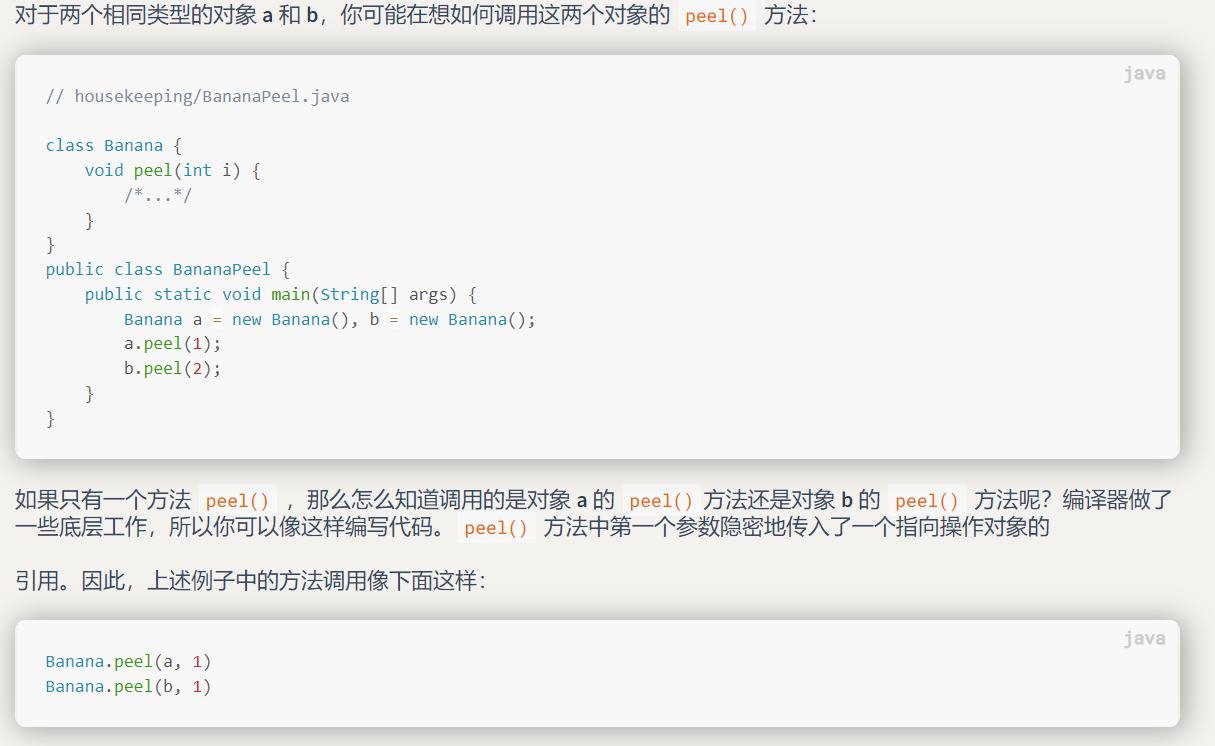 对于两个相同类型的对象 a 和 b，你可能在想如何调用这两个对象的 peel() 方法：
java
// housekeeping/BananaPeel.java
class Banana {
    void peel(int i) {
        /*...*/
    }
}
public class BananaPeel {
    public static void main(String[] args) {
        Banana a = new Banana(), b = new Banana();
        a.peel(1);
        b.peel(2);
    }
}
如果只有一个方法 peel() ，那么怎么知道调用的是对象 a 的 peel() 方法还是对象 b 的 peel() 方法呢？编译器做了
一些底层工作，所以你可以像这样编写代码。peel() 方法中第一个参数隐密地传入了一个指向操作对象的
引用。因此，上述例子中的方法调用像下面这样：
java
Banana.peel(a, 1)
Banana.peel(b, 1)